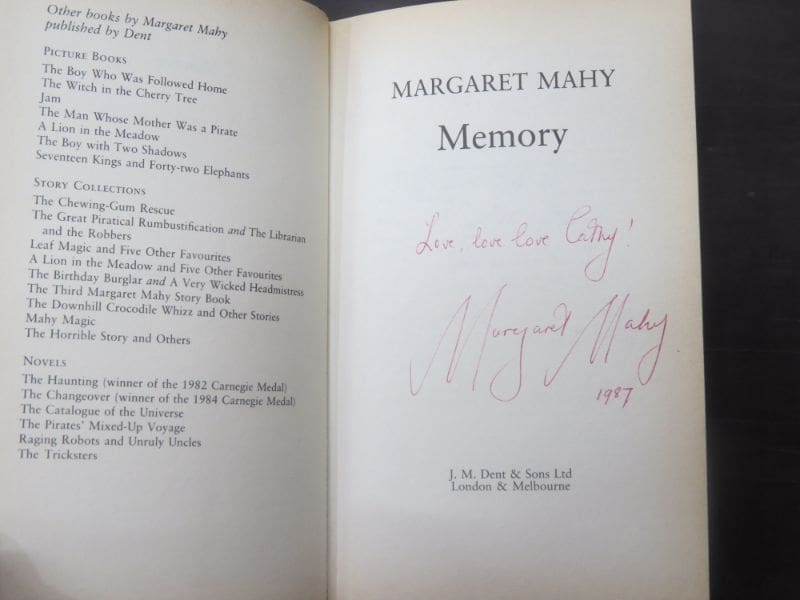 Other books by Margaret Mahy
published by Dent
PICTURE BOOKS
The Boy Who Was Followed Home
The Witch in the Cherry Tree
Jam
The Man Whose Mother Was a Pirate
A Lion in the Meadow
The Boy with Two Shadows
Seventeen Kings and Forty-two Elephants
STORY COLLECTIONS
The Chewing-Gum Rescue
The Great Piratical Rumbustification and The Librarian
and the Robbers
Leaf Magic and Five Other Favourites
A Lion in the Meadow and Five Other Favourites
The Birthday Burglar and A Very Wicked Headmistress
The Third Margaret Mahy Story Book
The Downhill Crocodile Whizz and Other Stories
Mahy Magic
The Horrible Story and Others
NOVELS
The Haunting (winner of the 1982 Carnegie Medal)
The Changeover (winner of the 1984 Carnegie Medal)
The Catalogue of the Universe
The Pirates' Mixed-Up Voyage
Raging Robots and Unruly Uncles
The Tricksters
MARGARET MAHY
Memory
Love, love love Cathy!
Margaret Mahy
1987
J. M. Dent & Sons Ltd
London & Melbourne